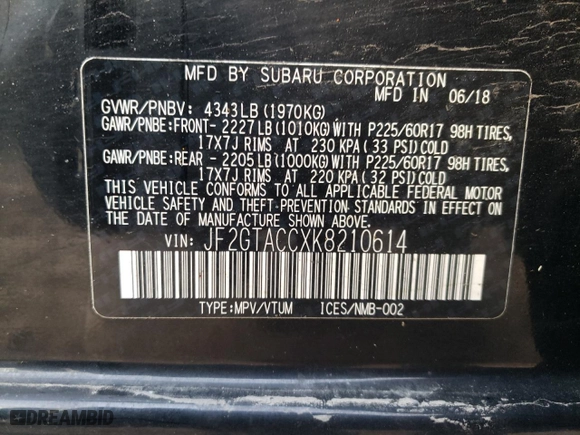 MFD BY SUBARU CORPORATION
MFD IN 06/18
GVWR/PNBV: 4343LB (1970KG)
GAWR/PNBE:FRONT- 2227LB (1010KG) WITH P225/60R17 98H TIRES,
17X7J RIMS AT 230 KPA (33 PSI) COLD
GAWR/PNBE:REAR - 2205LB (1000KG) WITH P225/60R17 98H TIRES,
17X7J RIMS AT 220 KPA (32 PSI) COLD
THIS VEHICLE CONFORMS TO ALL APPLICABLE FEDERAL MOTOR
VEHICLE SAFETY AND THEFT PREVENTION STANDARDS IN EFFECT ON
THE DATE OF MANUFACTURE SHOWN ABOVE.
VIN: JF2GTACCXK8210614
TYPE:MPV/VTUM ICES/NMB-002
DREAMBID